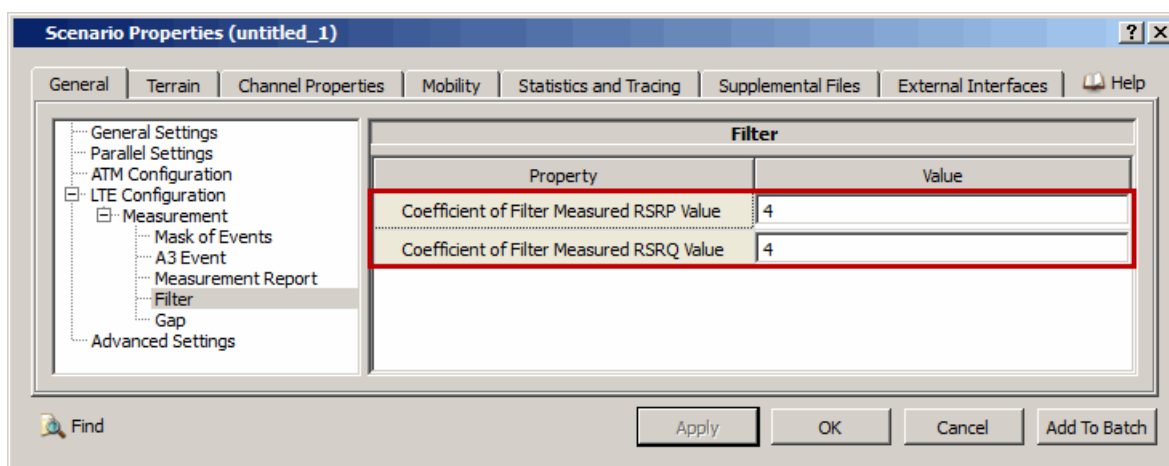 Scenario Properties (untitled_1)
? X
General Terrain Channel Properties Mobility Statistics and Tracing Supplemental Files External Interfaces Help
General Settings
Parallel Settings
ATM Configuration
LTE Configuration
Measurement
Mask of Events
A3 Event
Measurement Report
Filter
Gap
Advanced Settings
Filter
Property Value
Coefficient of Filter Measured RSRP Value 4
Coefficient of Filter Measured RSRQ Value 4
Find Apply OK Cancel Add To Batch